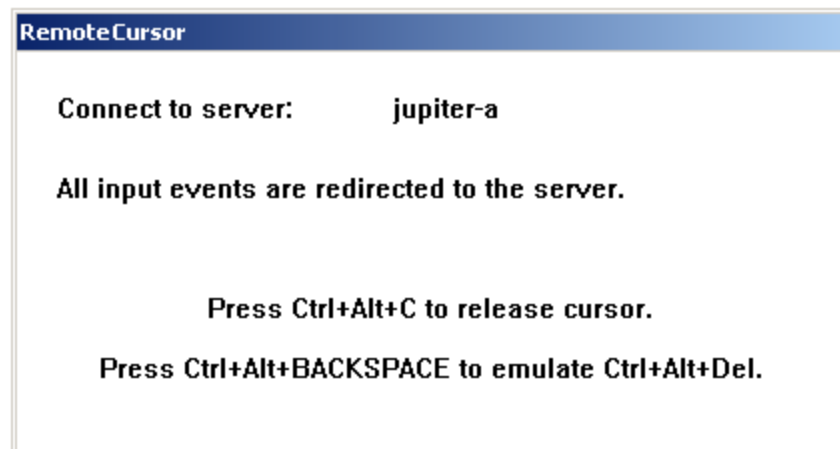 RemoteCursor
Connect to server: jupiter-a
All input events are redirected to the server.
Press Ctrl+Alt+C to release cursor.
Press Ctrl+Alt+BACKSPACE to emulate Ctrl+Alt+Del.